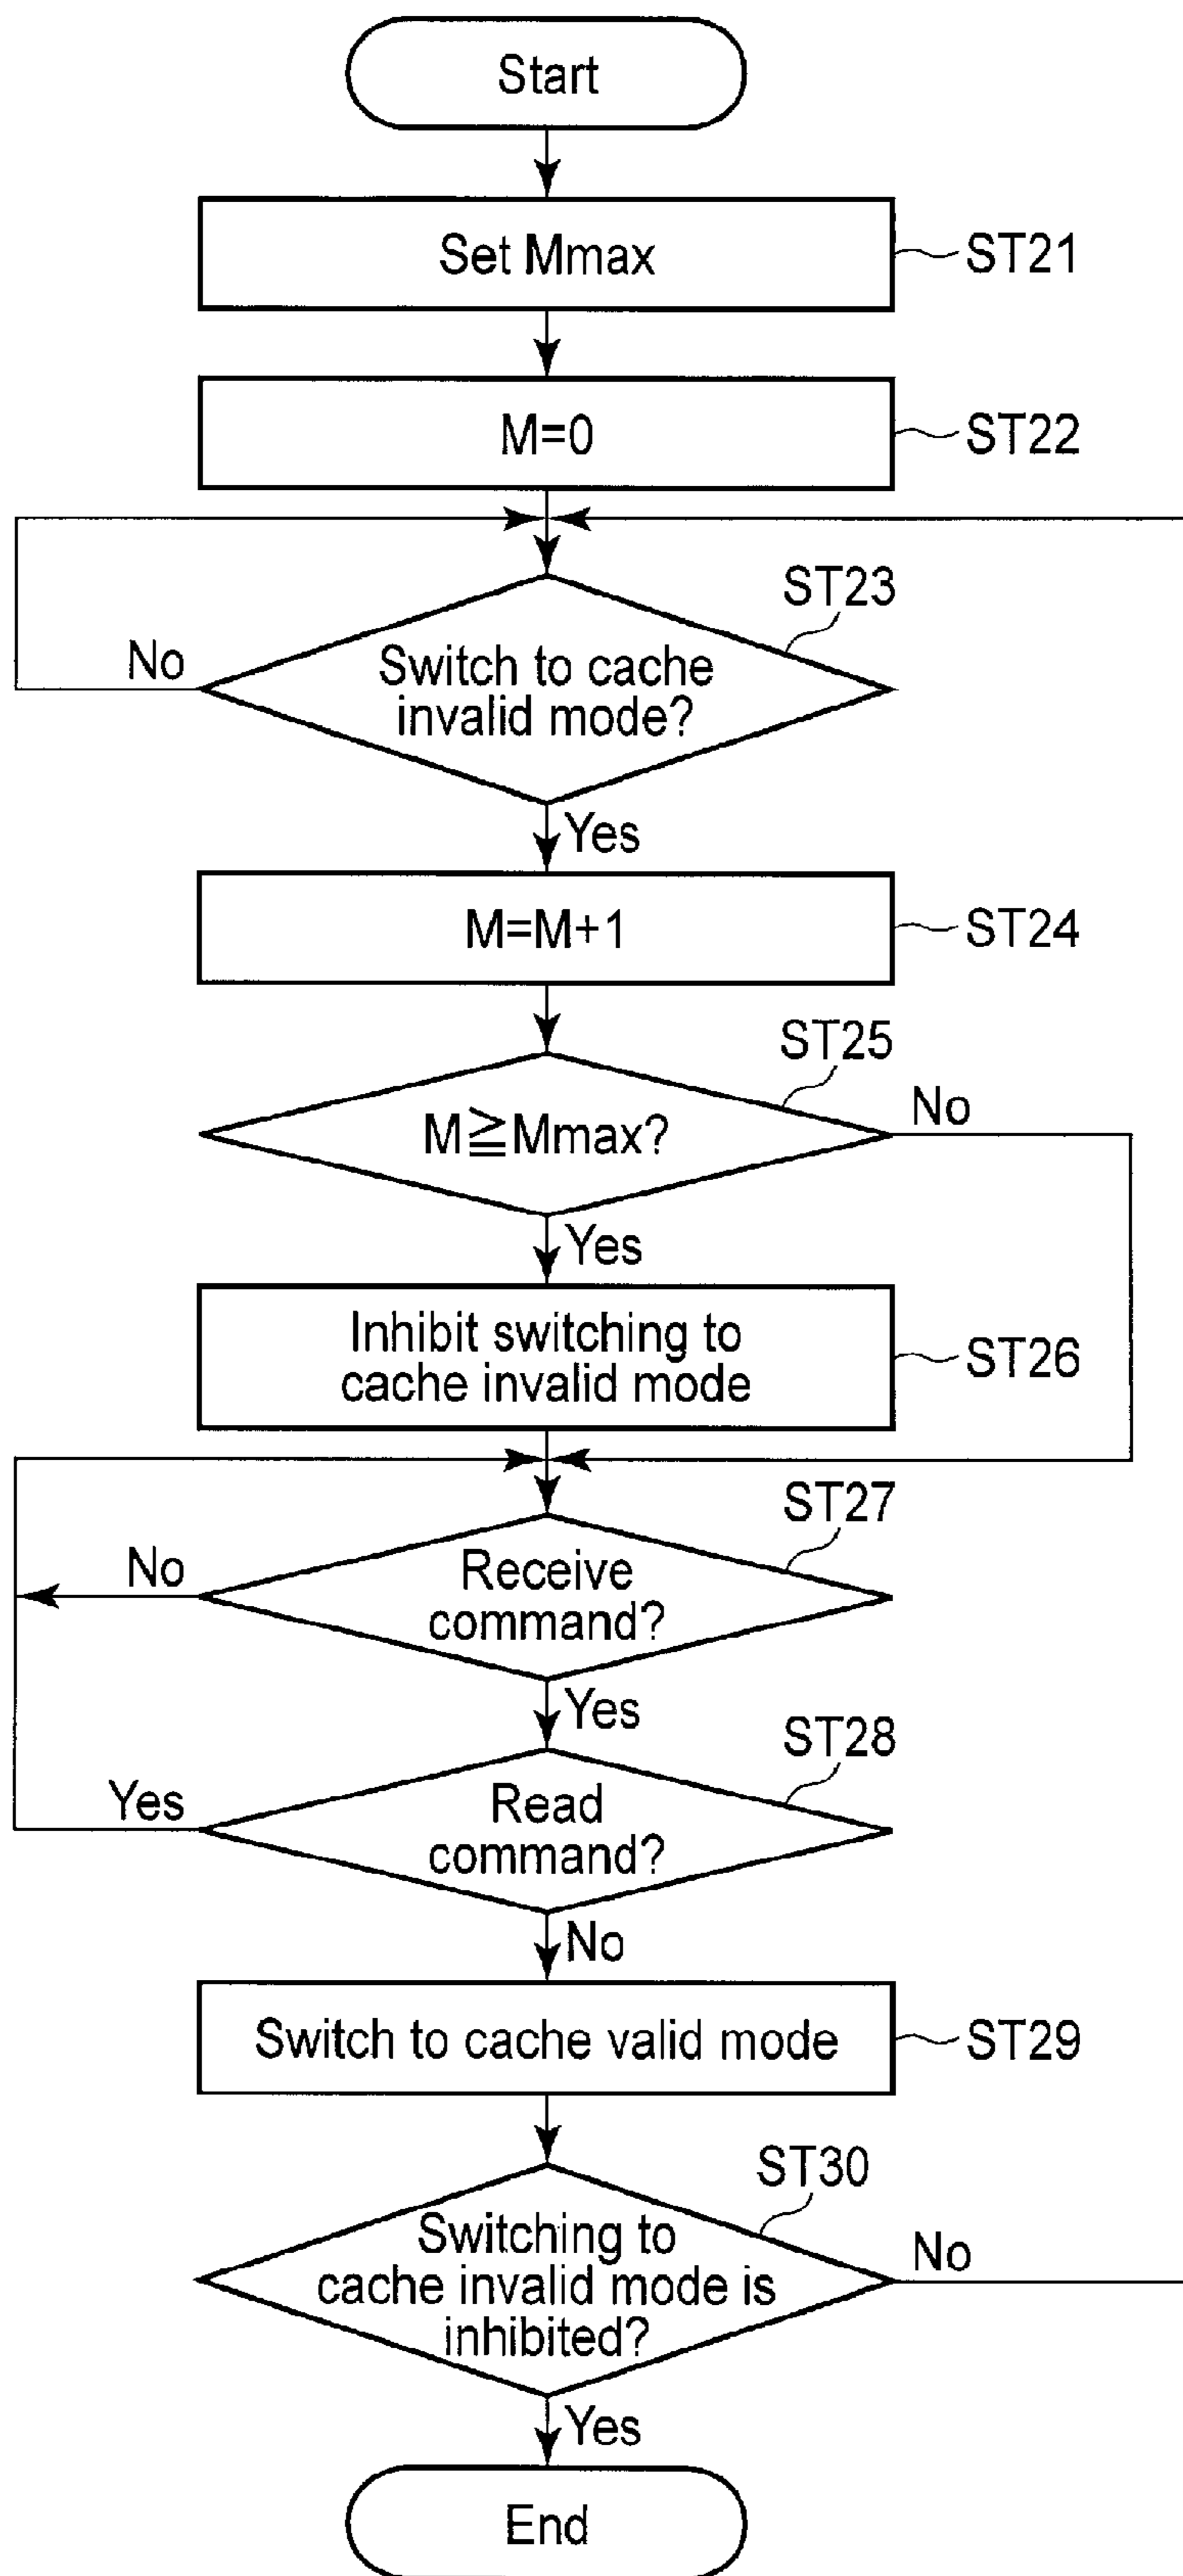 Start
Set Mmax
ST21
M=0
ST22
ST23
No
Switch to cache
invalid mode?
Yes
M=M+1
ST24
ST25
M≧Mmax?
No
Yes
Inhibit switching to
cache invalid mode
ST26
ST27
No
Receive
command?
Yes
ST28
Yes
Read
command?
No
Switch to cache valid mode
ST29
ST30
Switching to
cache invalid mode is
inhibited?
No
Yes
End